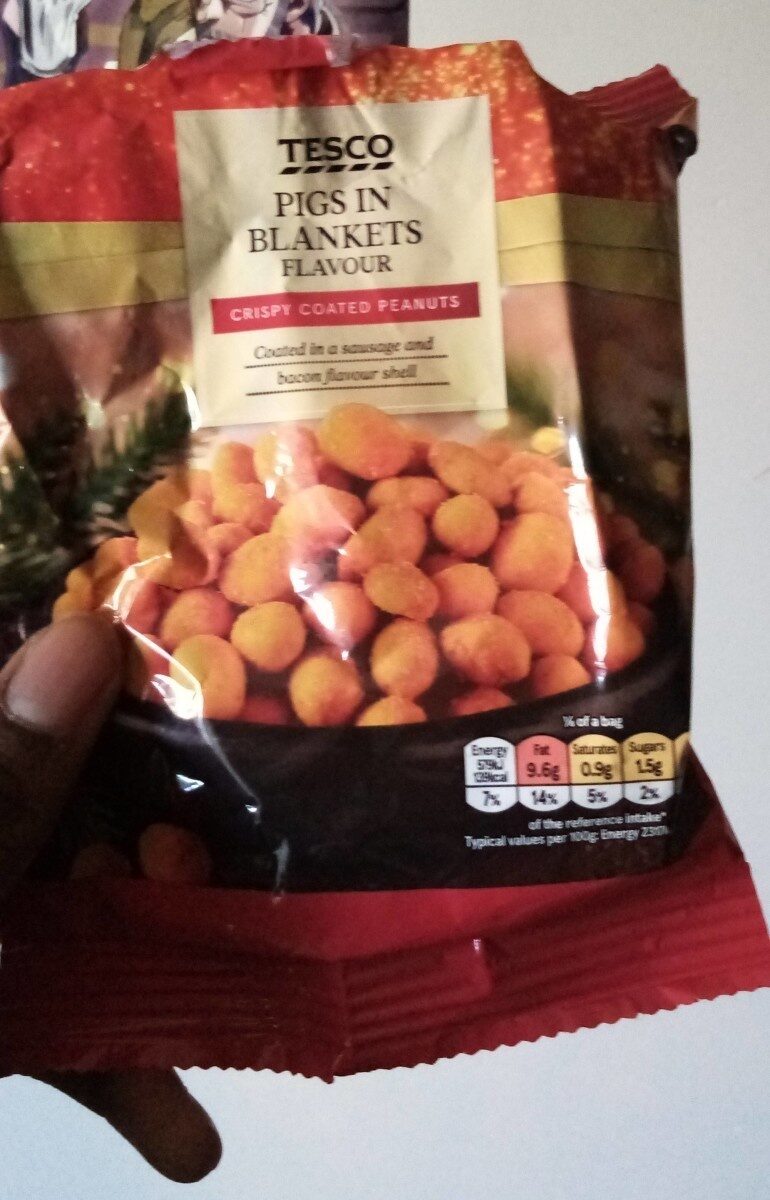 TESCO
PIGS IN
BLANKETS
FLAVOUR
CRISPY COATED PEANUTS
Coated in a sausage and
bacon flavour shell
of a bag
Energy Fat Saturates Sugars
579kJ 9.6g 0.9g 1.5g
139kcal
7% 14% 5% 2%
of the reference intake*
Typical values per 100g: Energy